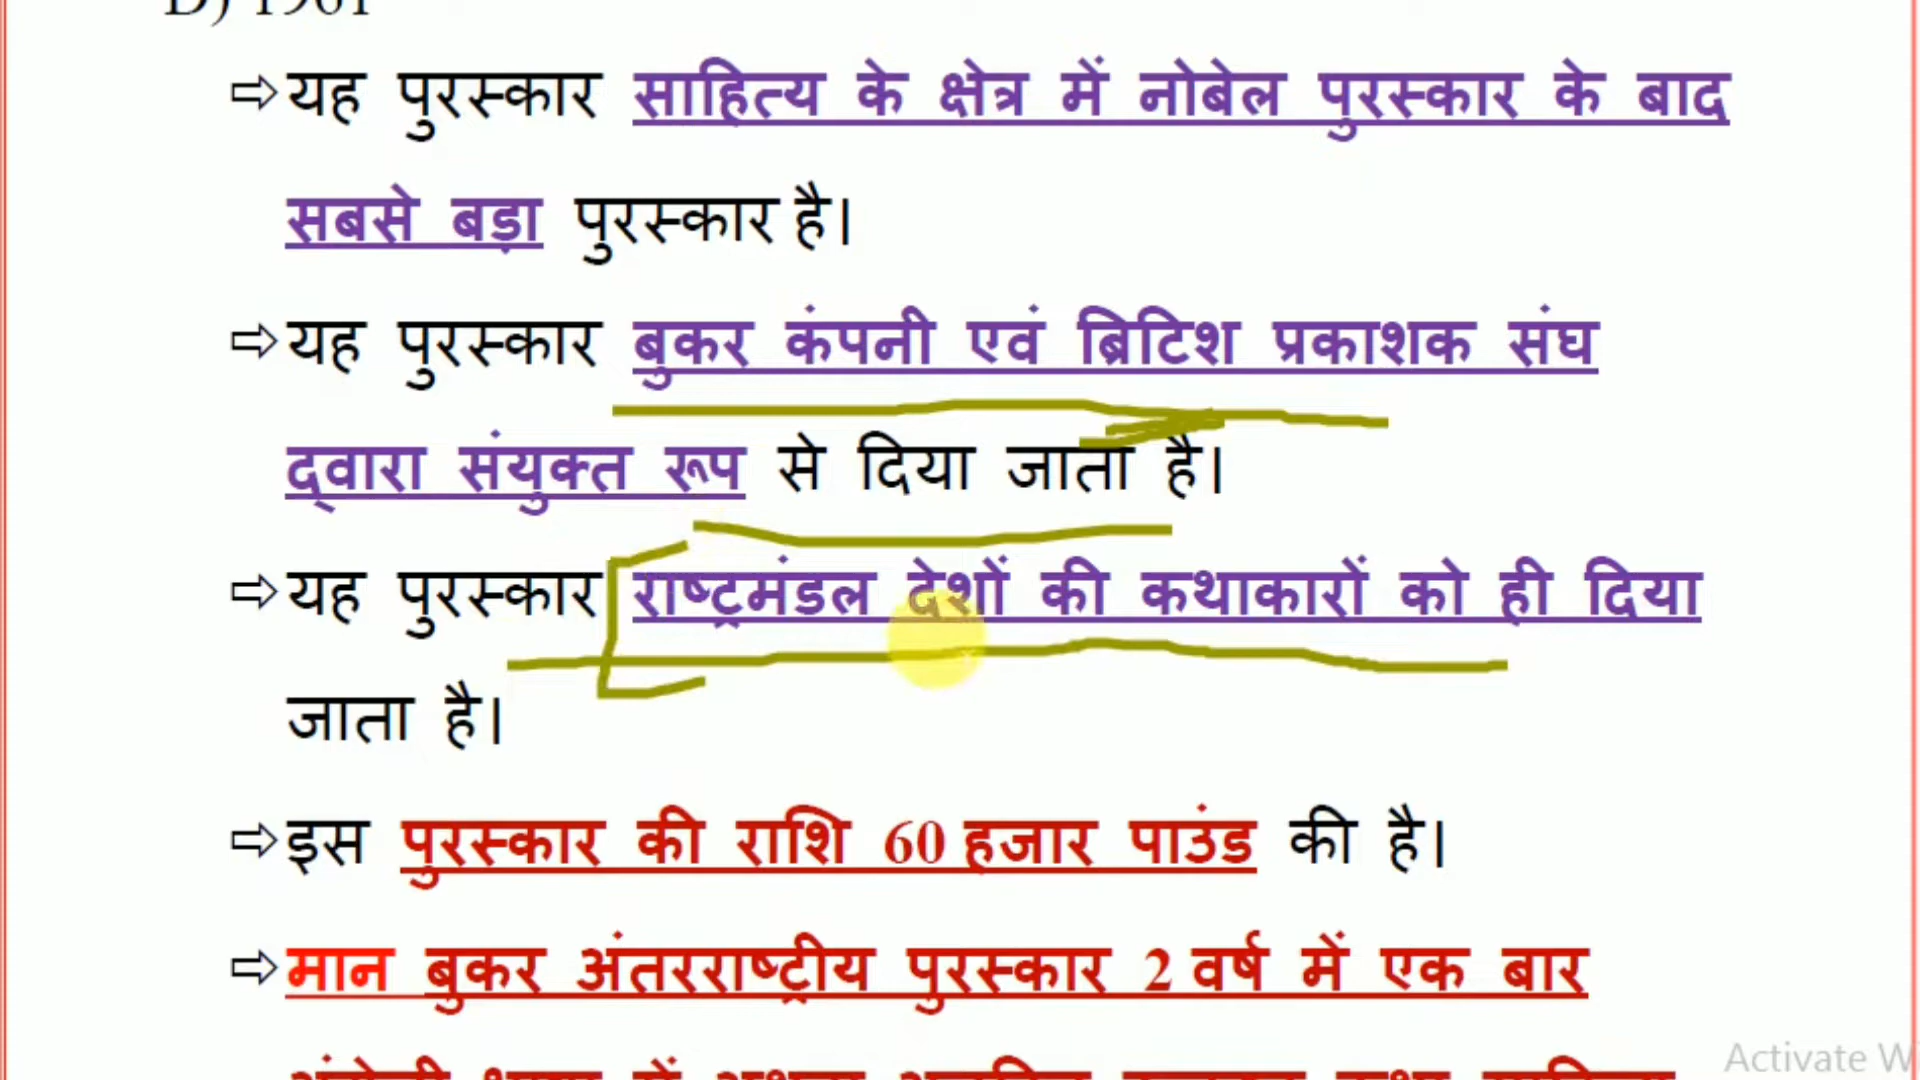 D) 1961
⇨यह पुरस्कार साहित्य के क्षेत्र में नोबेल पुरस्कार के बाद
सबसे बड़ा पुरस्कार है।
⇨यह पुरस्कार बुकर कंपनी एवं ब्रिटिश प्रकाशक संघ
द्वारा संयुक्त रूप से दिया जाता है।
⇨यह पुरस्कार राष्ट्रमंडल देशों की कथाकारों को ही दिया
जाता है।
⇨इस पुरस्कार की राशि 60 हजार पाउंड की है।
⇨मान बुकर अंतरराष्ट्रीय पुरस्कार 2 वर्ष में एक बार
Activate W